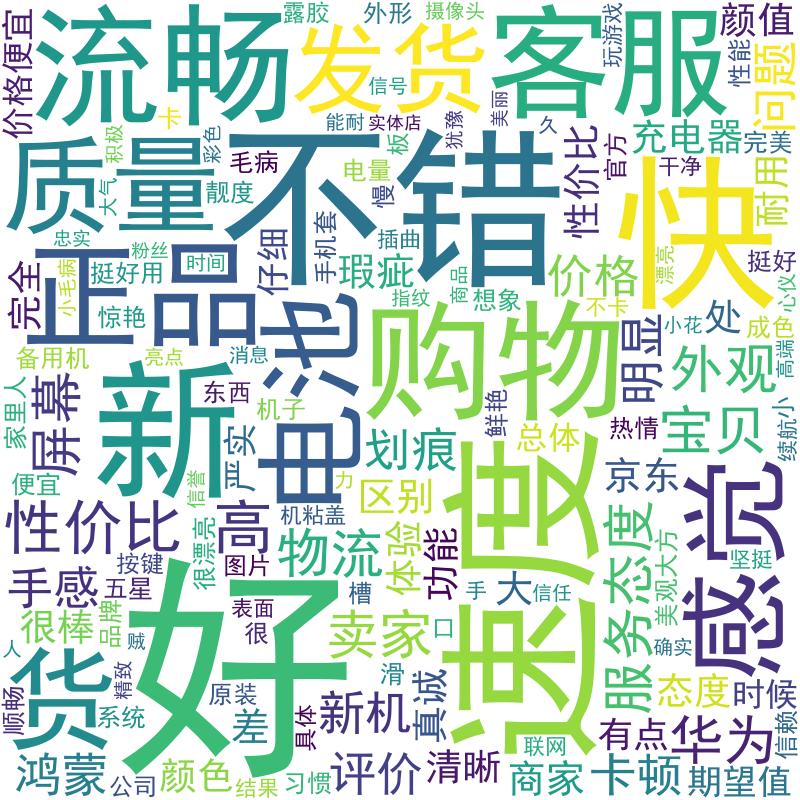 露胶
外形
摄像头
玩游戏
颜值
价格便宜
流畅
发货
客服
性能
问题
信号
卡
能耐
实体店
犹豫
美丽
久
官方
充电器
完美
质量
积极
彩色
大气
毛病
靓度
电量
板
慢
不错
性价比
快
干净
耐用
忠实
粉丝
时间
仔细
手机套
插曲
瑕疵
价格
漂亮
挺好
心仪
完全
小毛病
挺好用
惊艳
正品
指纹
想象
不卡
明显
小花
处
成色
高端
备用机
亮点
消息
电池
购物
外观
家里人
屏幕
新
东西
机子
严实
划痕
鲜艳
总体
热情
宝贝
续航
小
便宜
信誉
力
区别
速度
京东
感觉
性价比
高
很漂亮
机粘盖
物流
体验
功能
服务态度
美观大方
坚挺
手感
按键
五星
图片
槽
手
大
信任
很棒
品牌
表面
很
好
卖家
口
确实
人
贼
货
精致
原装
滑
真诚
态度
时候
顺畅
系统
差
具体
新机
联网
有点
华为
信赖
鸿蒙
公司
颜色
结果
习惯
评价
清晰
商家
卡顿
期望值